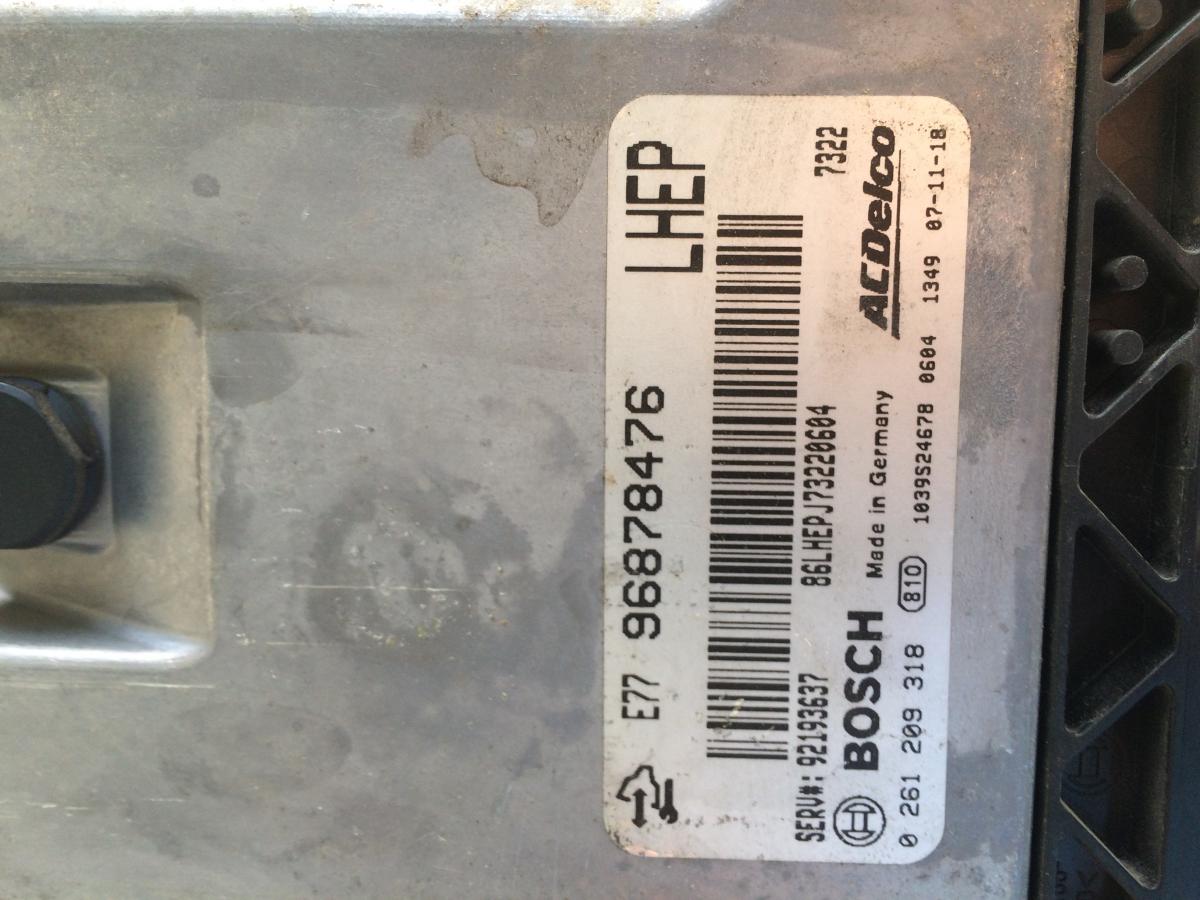 E77 96878476 LHEP
86LHEPJ73220604
SERV#: 92193637 7322
BOSCH Made in Germany ACDelco
0 261 209 318 810 1039S24678 0604 1349 07-11-18